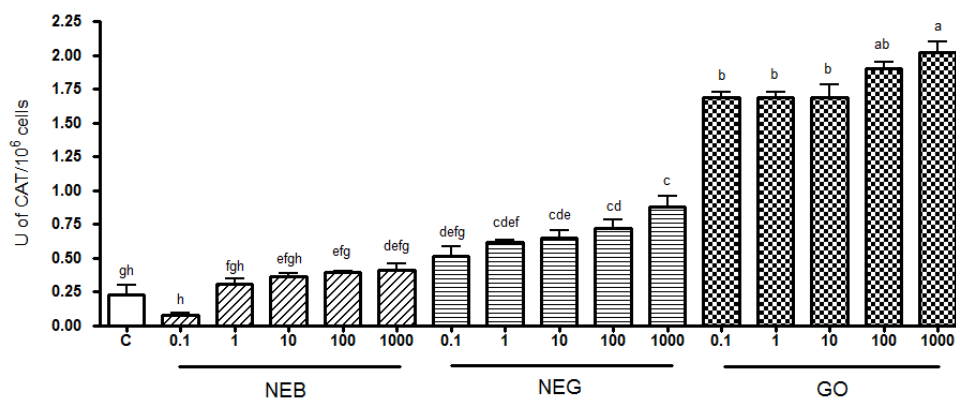 2.25
2.00
1.75
1.50
1.25
1.00
0.75
0.50
0.25
0.00
U of CAT/10⁶ cells
gh h fgh efgh efg defg defg cdef cde cd c b b b ab a
C 0.1 1 10 100 1000 0.1 1 10 100 1000 0.1 1 10 100 1000
NEB NEG GO